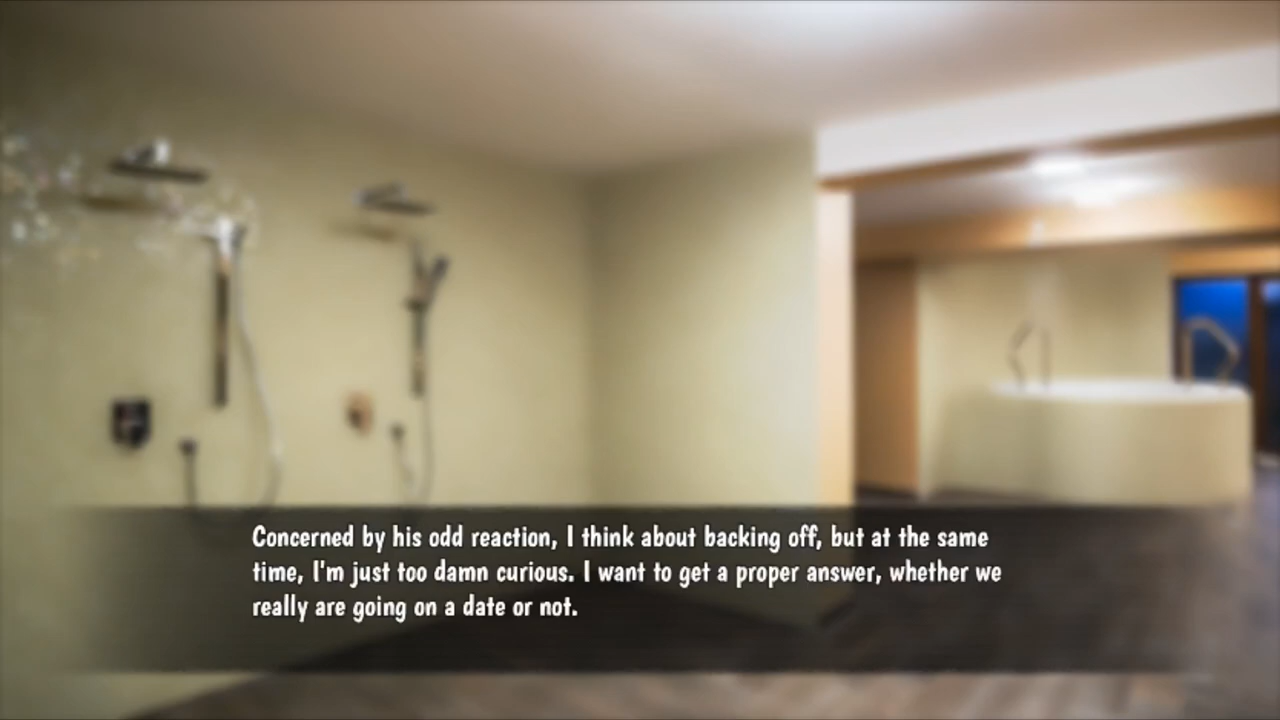 Concerned by his odd reaction, I think about backing off, but at the same
time, I'm just too damn curious. I want to get a proper answer, whether we
really are going on a date or not.